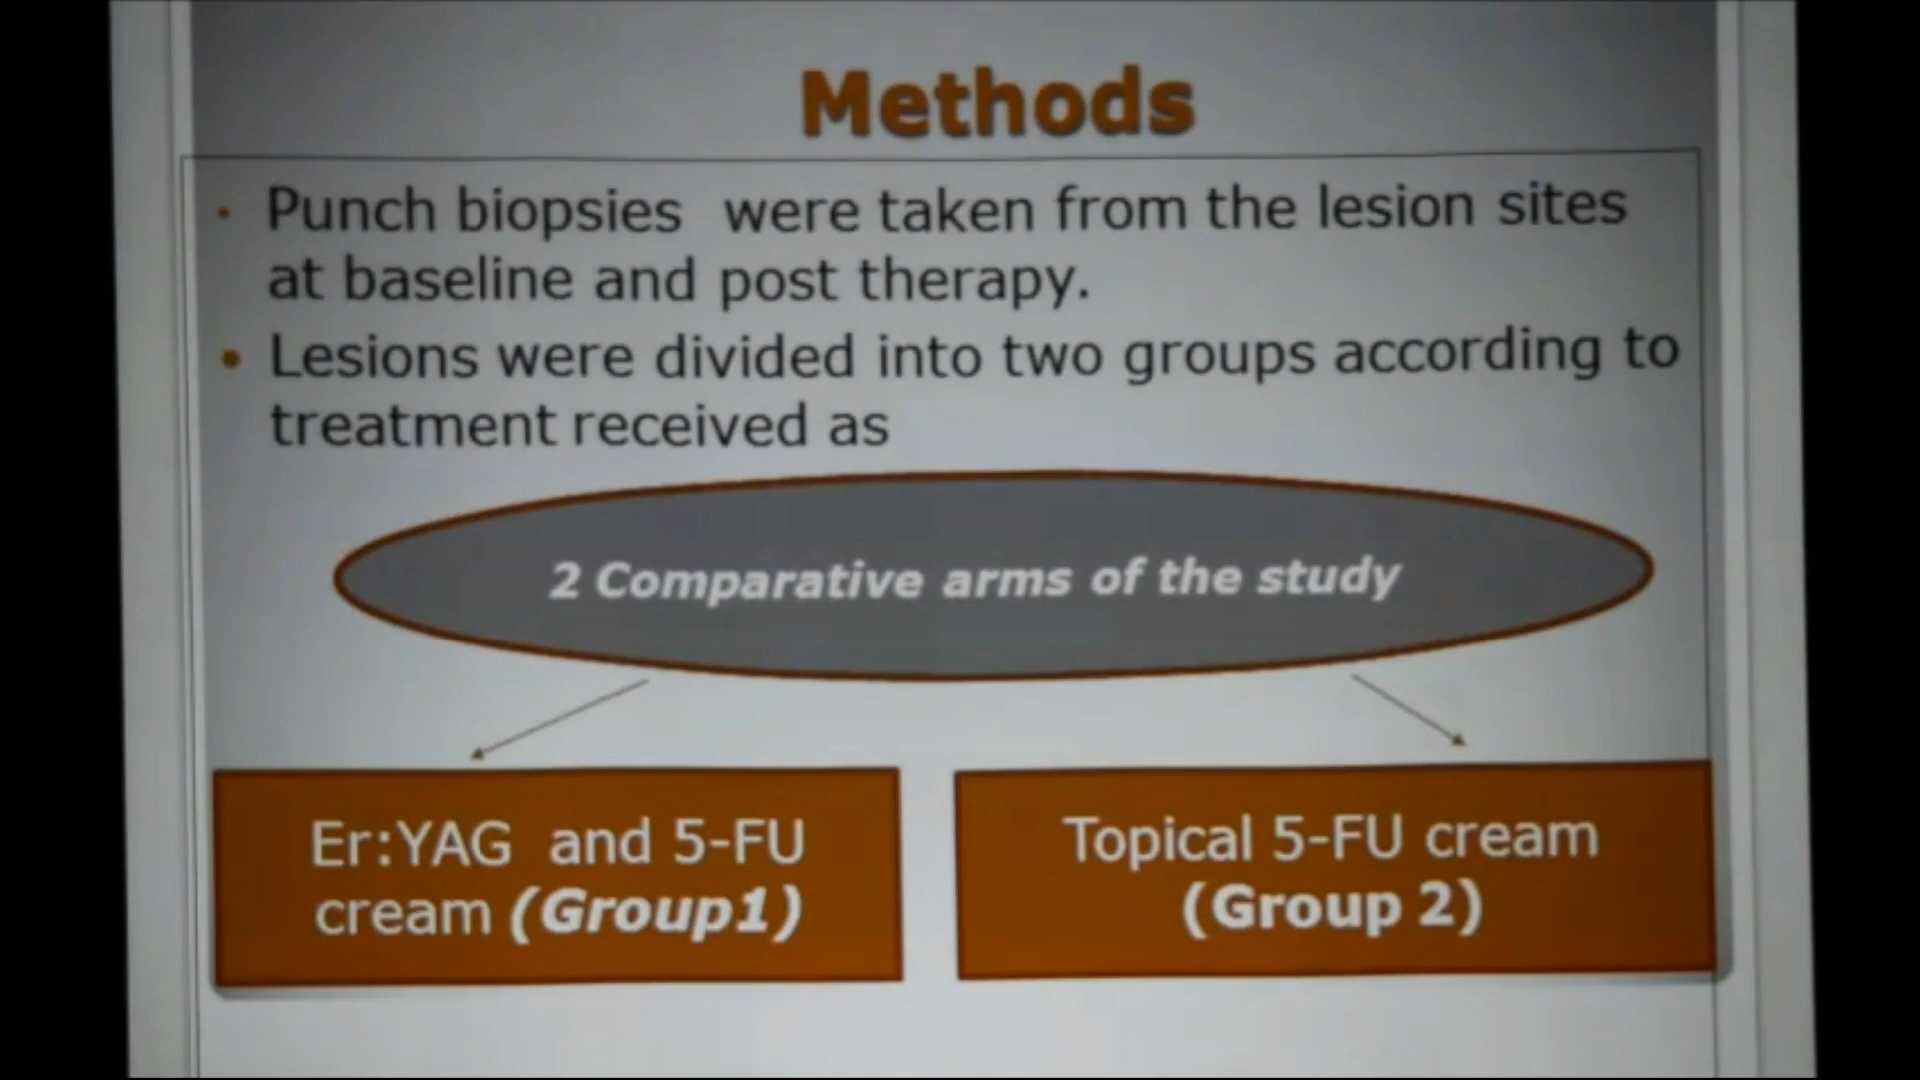 Methods
• Punch biopsies were taken from the lesion sites
at baseline and post therapy.
• Lesions were divided into two groups according to
treatment received as
2 Comparative arms of the study
Er:YAG and 5-FU
cream (Group1)
Topical 5-FU cream
(Group 2)